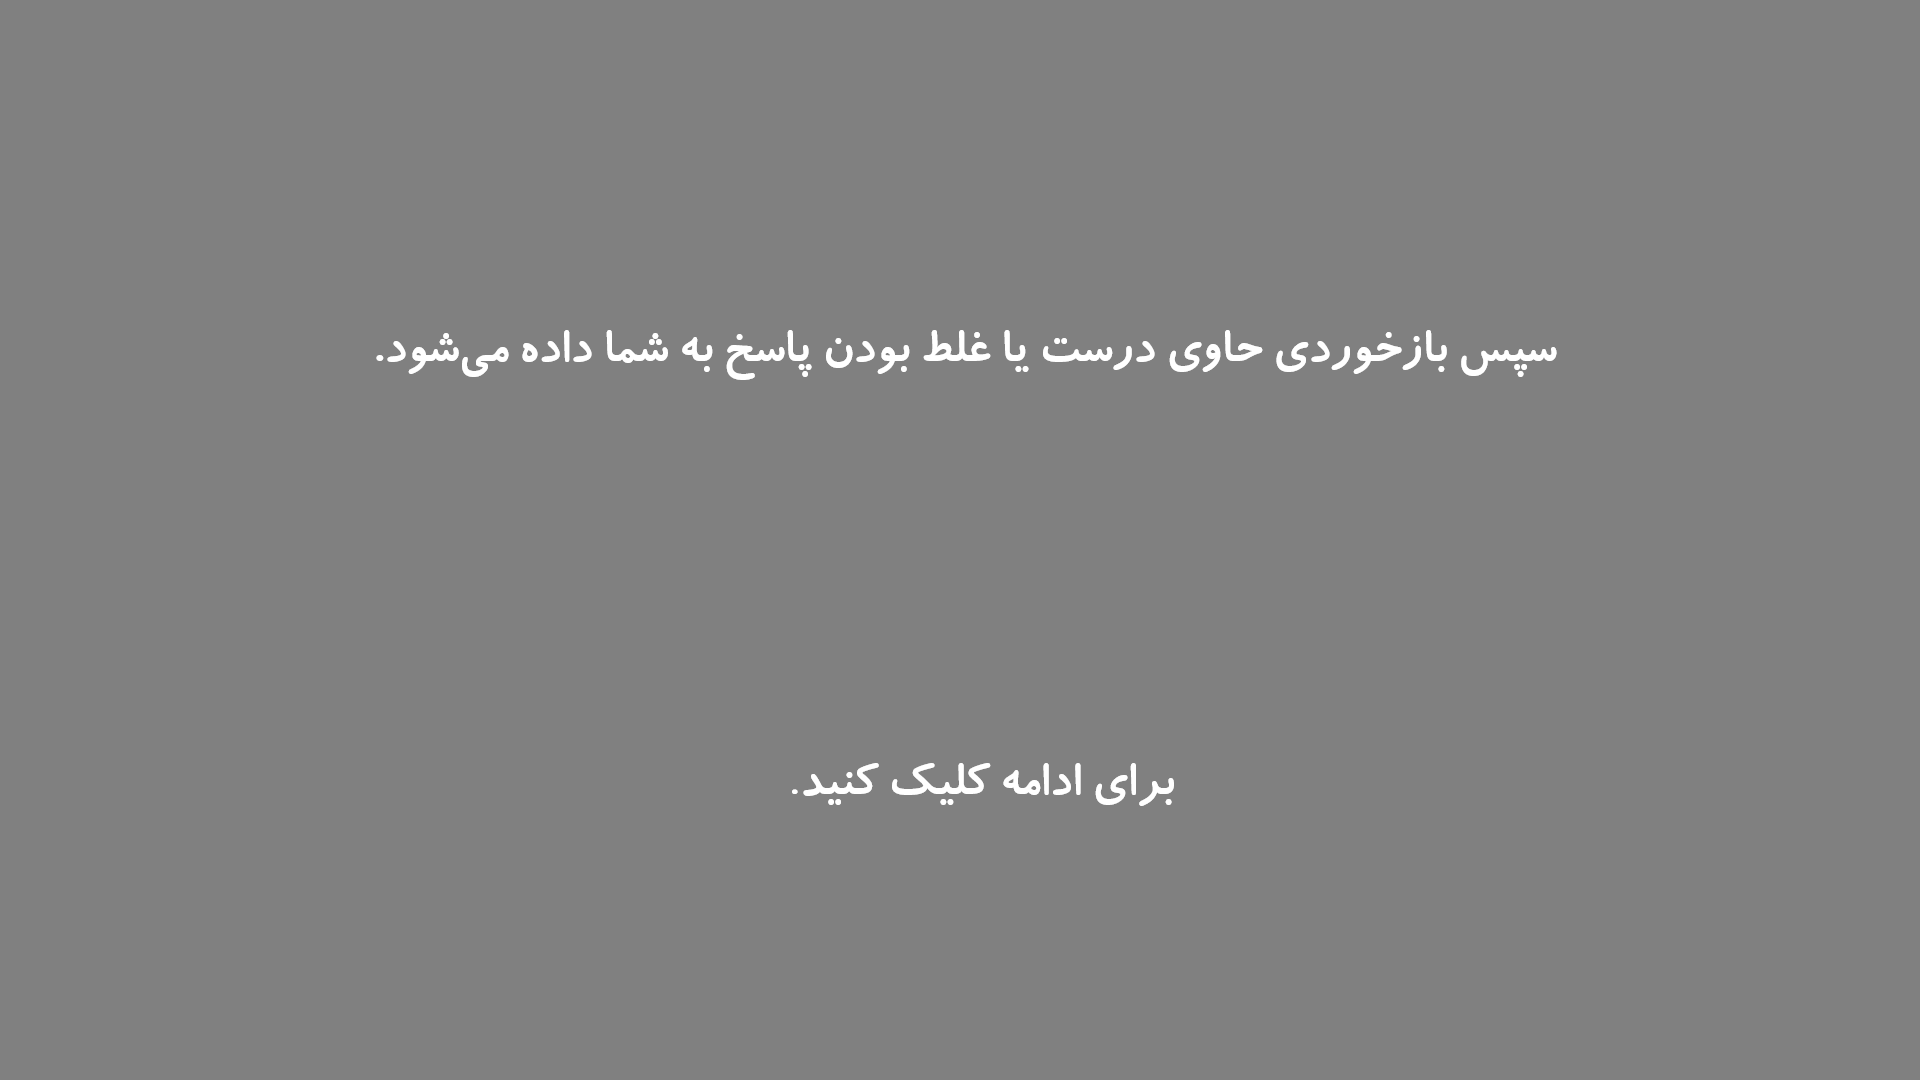 سپس بازخوردی حاوی درست یا غلط بودن پاسخ به شما داده می‌شود.
برای ادامه کلیک کنید.